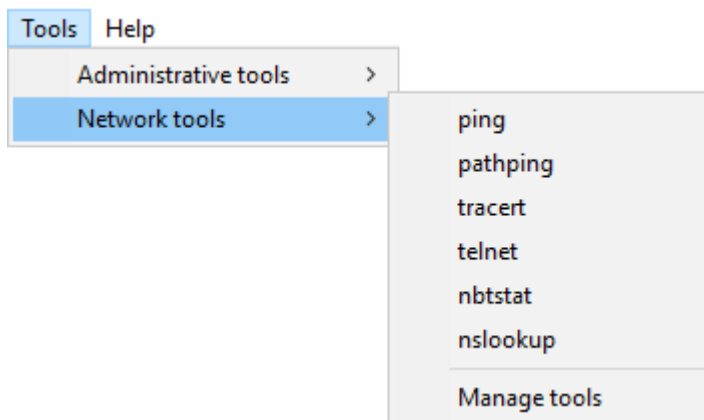 Tools Help
Administrative tools >
Network tools >
ping
pathping
tracert
telnet
nbtstat
nslookup
Manage tools